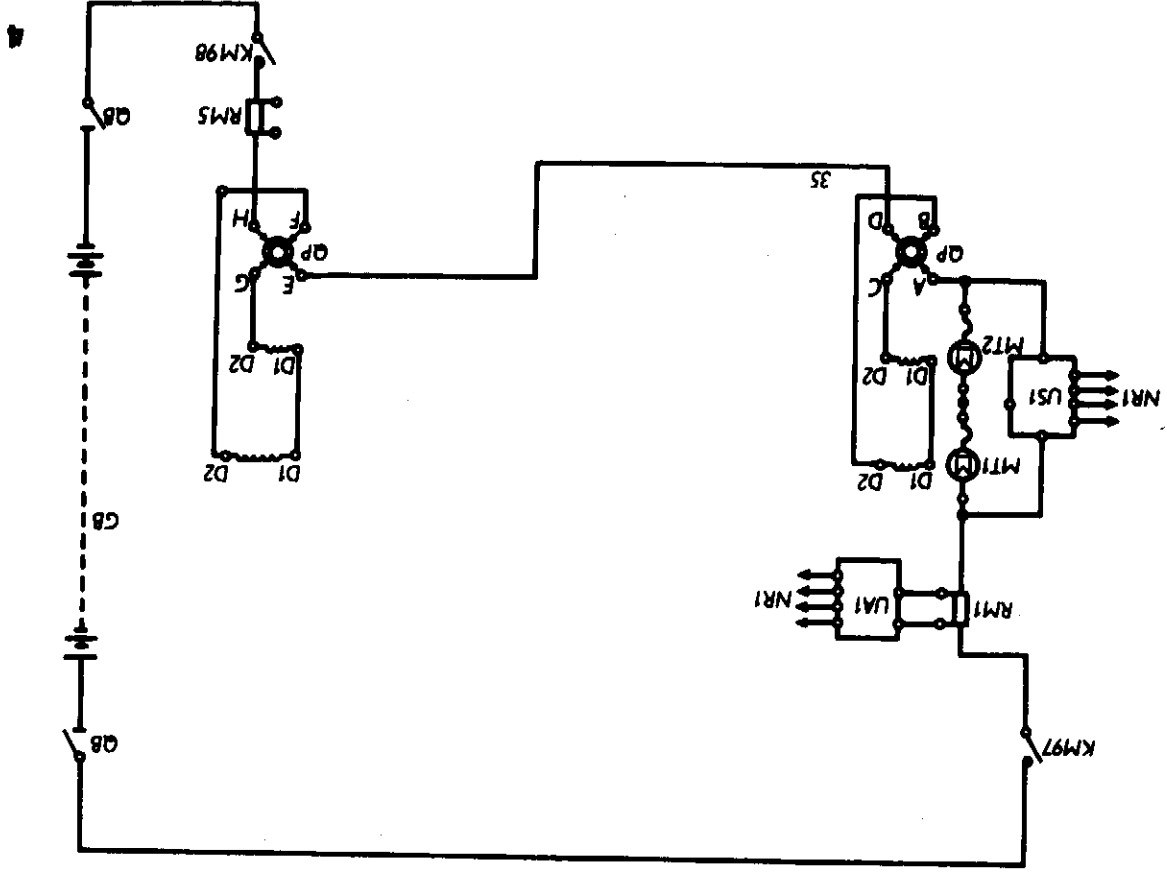 KM97
QB
RM1
UA1
NR1
GB
MT1
D1 D2
D1 D2
NR1
US1
MT2
D1 D2
D1 D2
A C
E G
QP
QP
B D
F H
35
RM5
QB
KM98